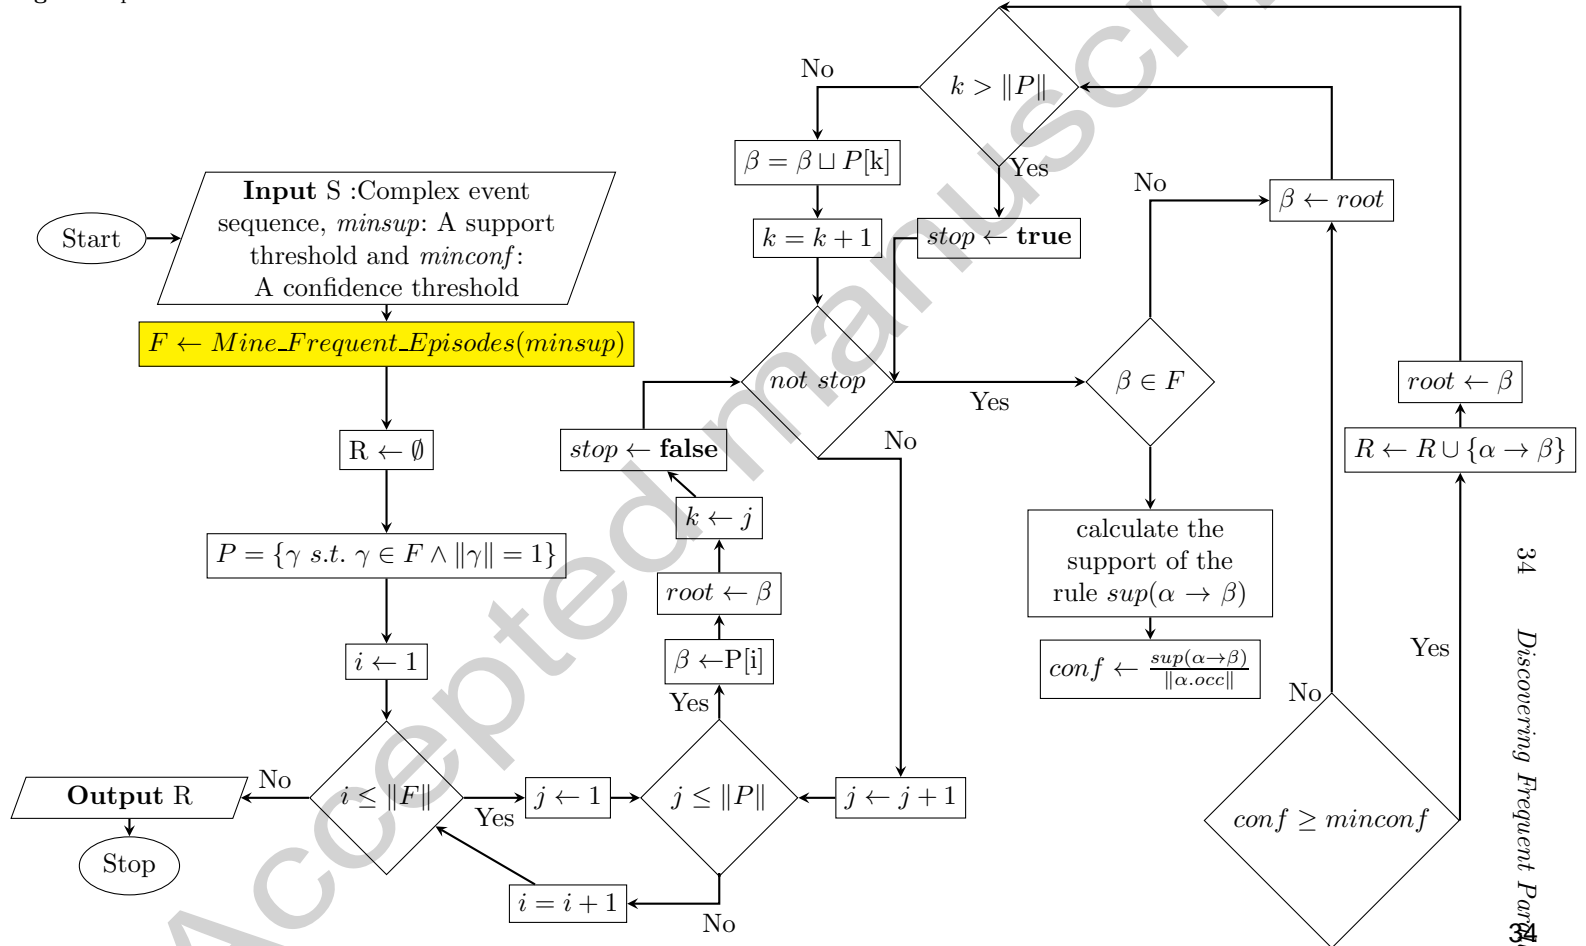 Start
Input S :Complex event
sequence, minsup: A support
threshold and minconf:
A confidence threshold
F ← Mine_Frequent_Episodes(minsup)
R ← ∅
P = {γ s.t. γ ∈ F ∧ ‖γ‖ = 1}
i ← 1
i ≤ ‖F‖
No
Output R
Stop
Yes
j ← 1
j ≤ ‖P‖
No
i = i + 1
Yes
β ←P[i]
root ← β
k ← j
stop ← false
not stop
No
j ← j + 1
Yes
β ∈ F
No
β ← root
calculate the
support of the
rule sup(α → β)
conf ← sup(α→β) / ‖α.occ‖
conf ≥ minconf
No
Yes
R ← R ∪ {α → β}
root ← β
k > ‖P‖
No
β = β ⊔ P[k]
k = k + 1
Yes
stop ← true
34 Discovering Frequent
34
Accepted manuscrip